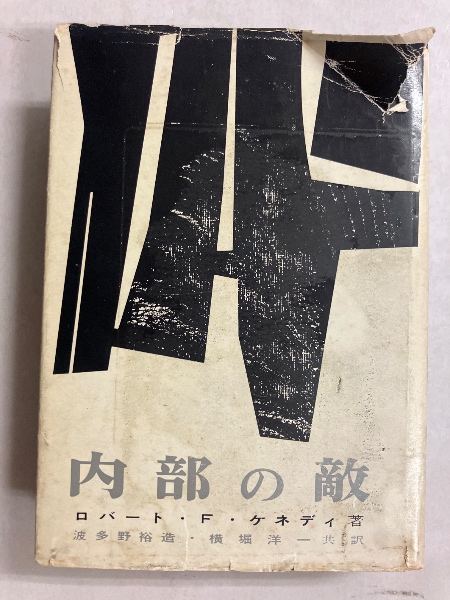 内部の敵
ロバート・F・ケネディ著
波多野裕造・横堀洋一共訳